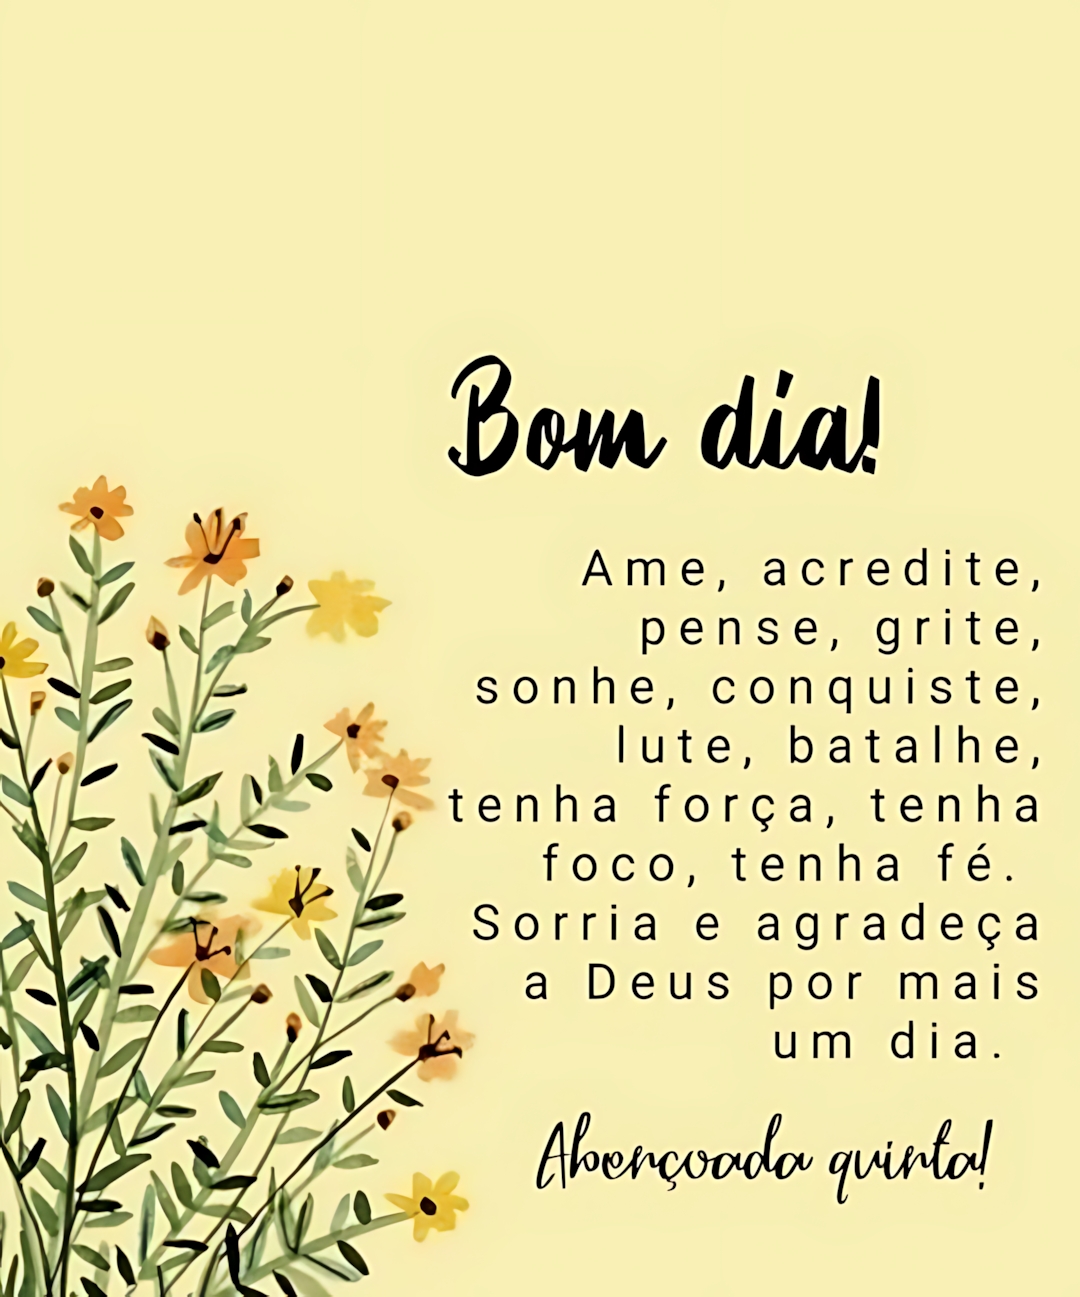 Bom dia!
Ame, acredite,
pense, grite,
sonhe, conquiste,
lute, batalhe,
tenha força, tenha
foco, tenha fé.
Sorria e agradeça
a Deus por mais
um dia.
Abençoada quinta!